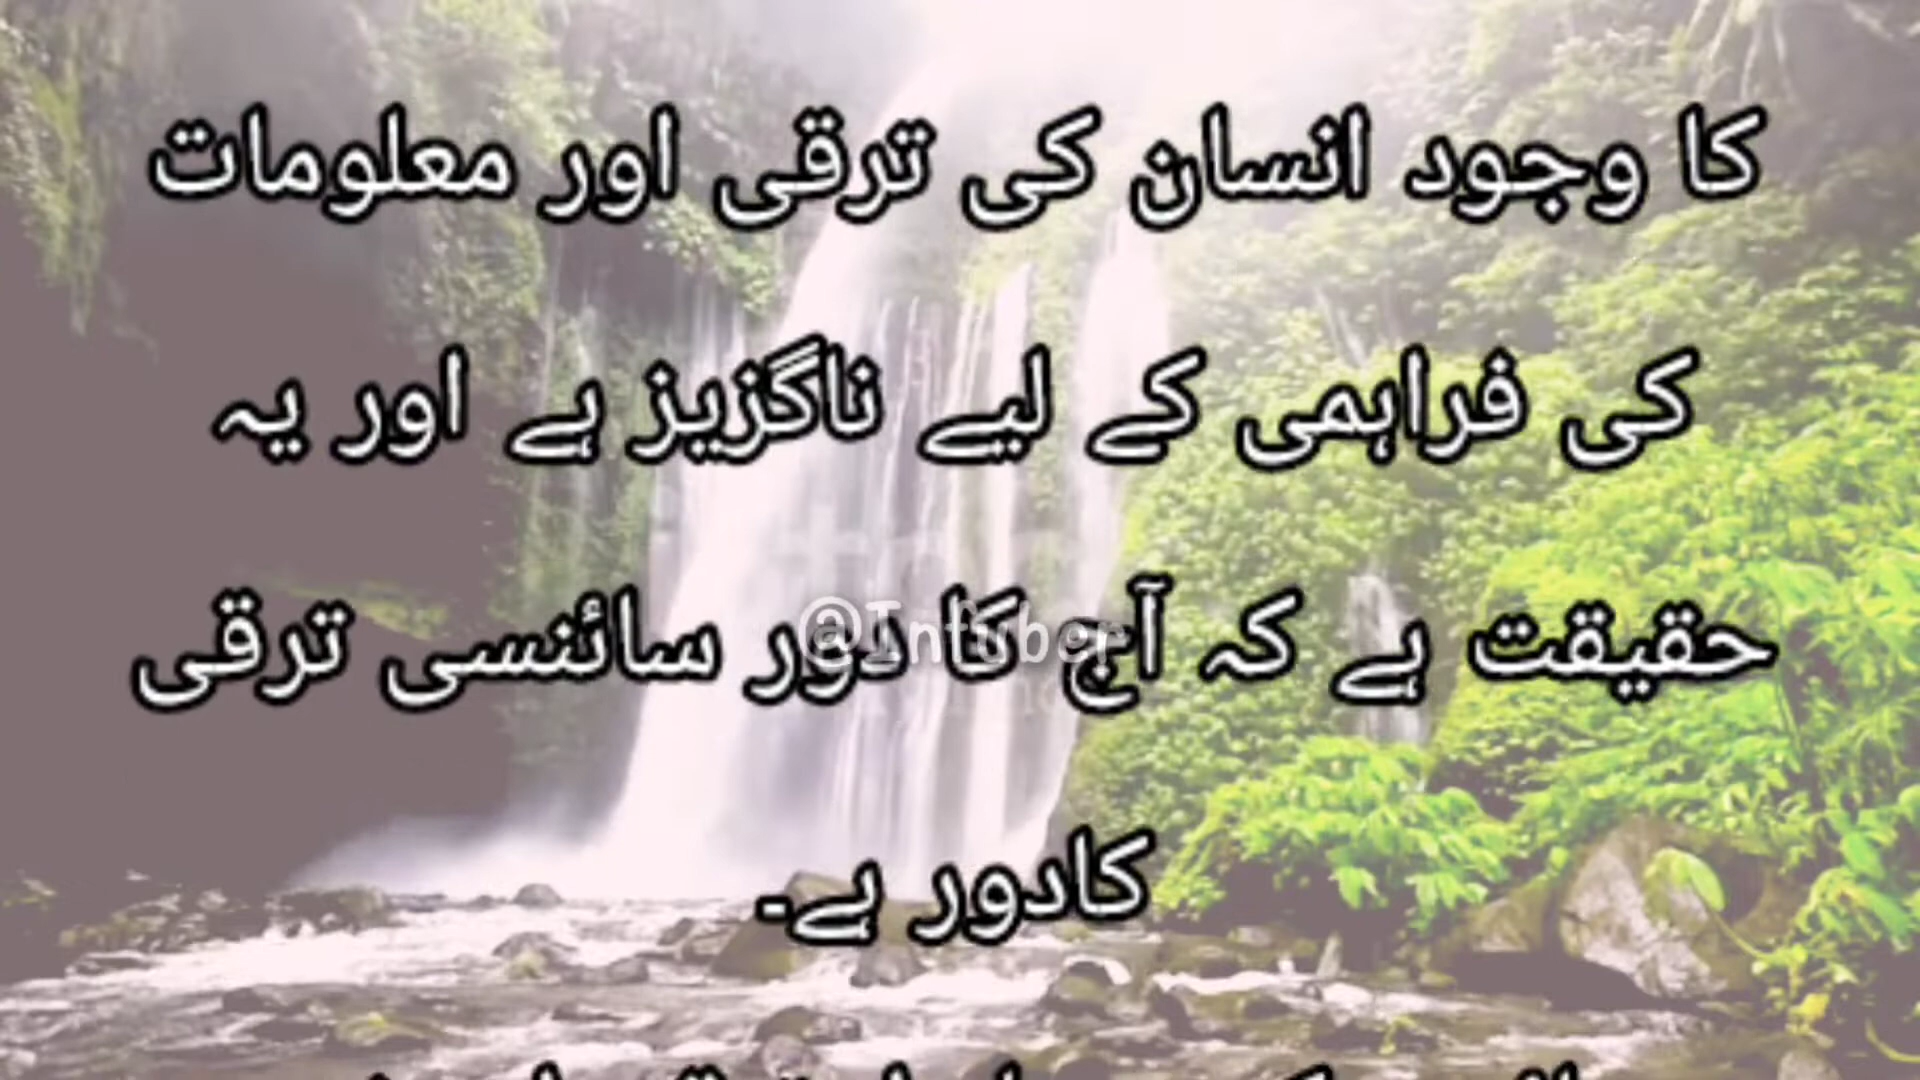 کا وجود انسان کی ترقی اور معلومات
کی فراہمی کے لیے ناگزیز ہے اور یہ
حقیقت ہے کہ آج کا دور سائنسی ترقی
@Infyber
کادور ہے۔